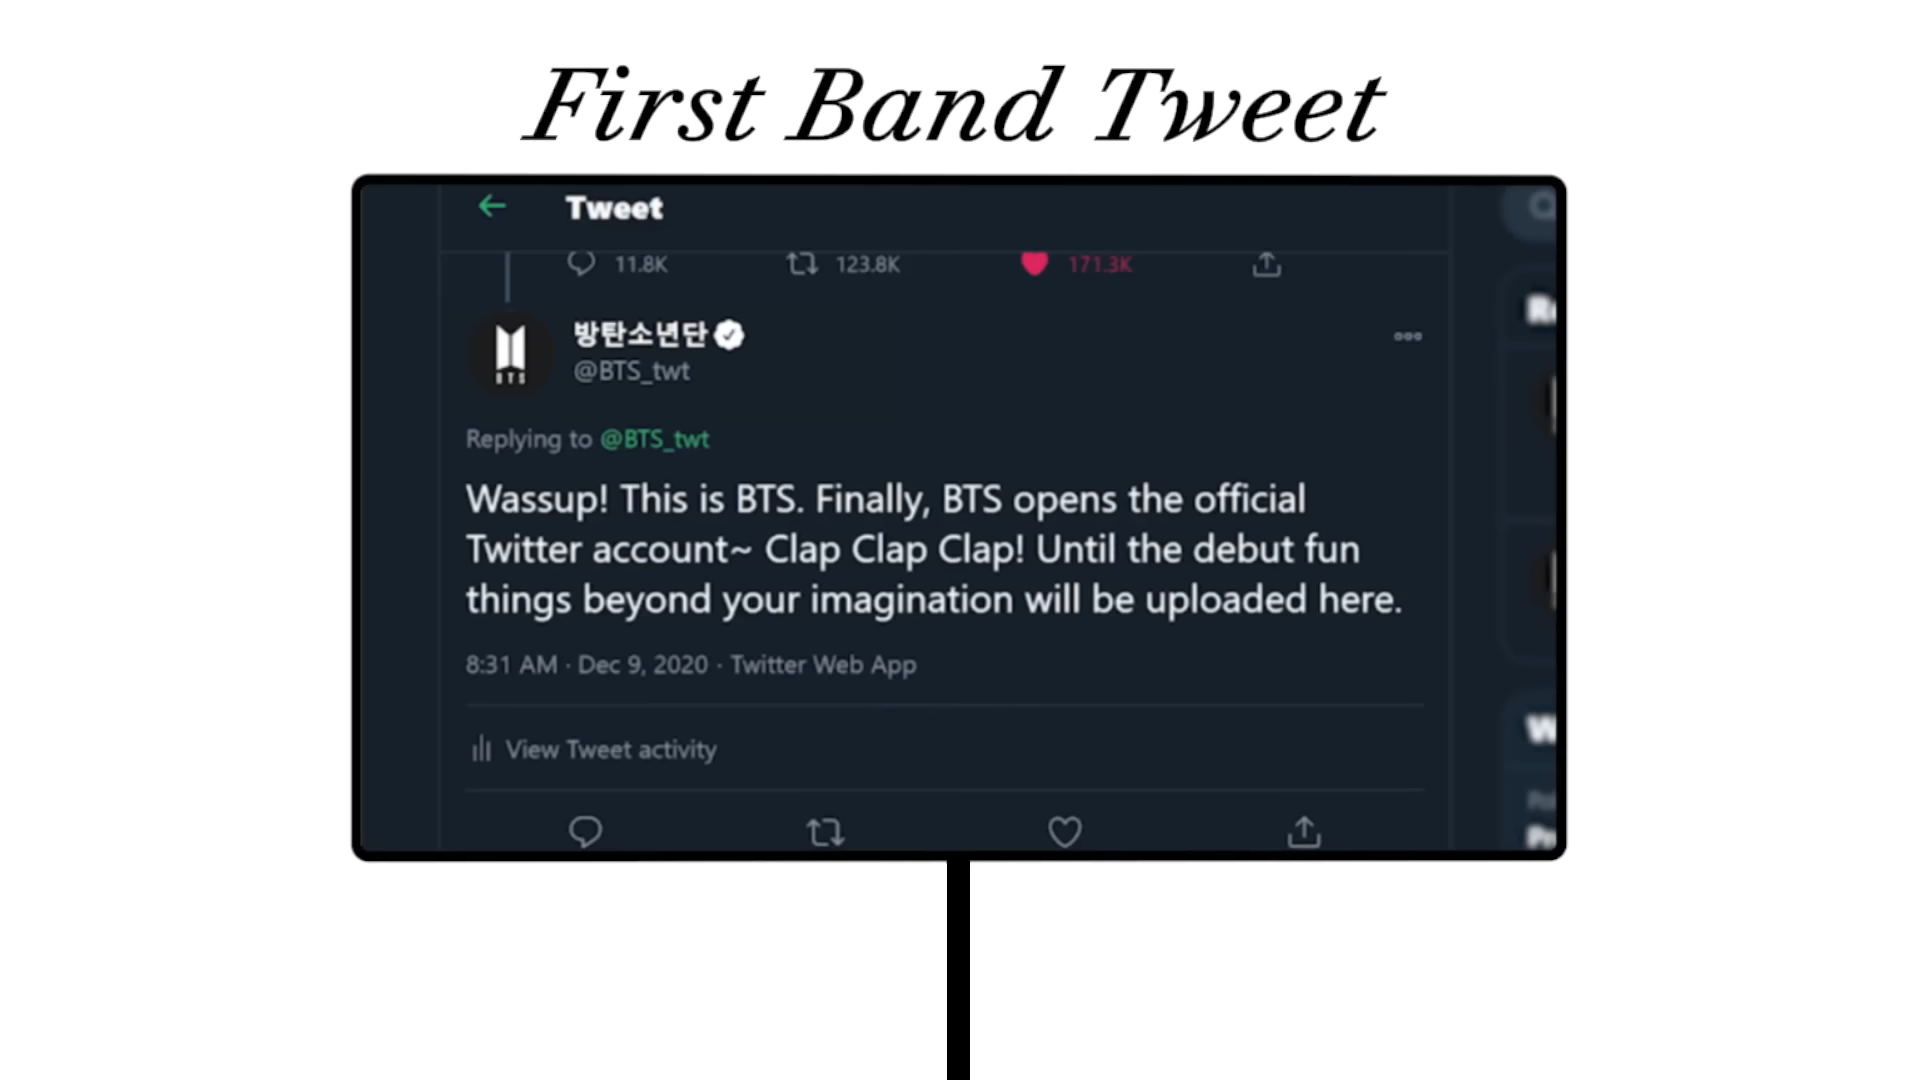 First Band Tweet
Tweet
11.8K 123.8K 171.3K
방탄소년단
BTS
@BTS_twt
Replying to @BTS_twt
Wassup! This is BTS. Finally, BTS opens the official
Twitter account~ Clap Clap Clap! Until the debut fun
things beyond your imagination will be uploaded here.
8:31 AM · Dec 9, 2020 · Twitter Web App
View Tweet activity